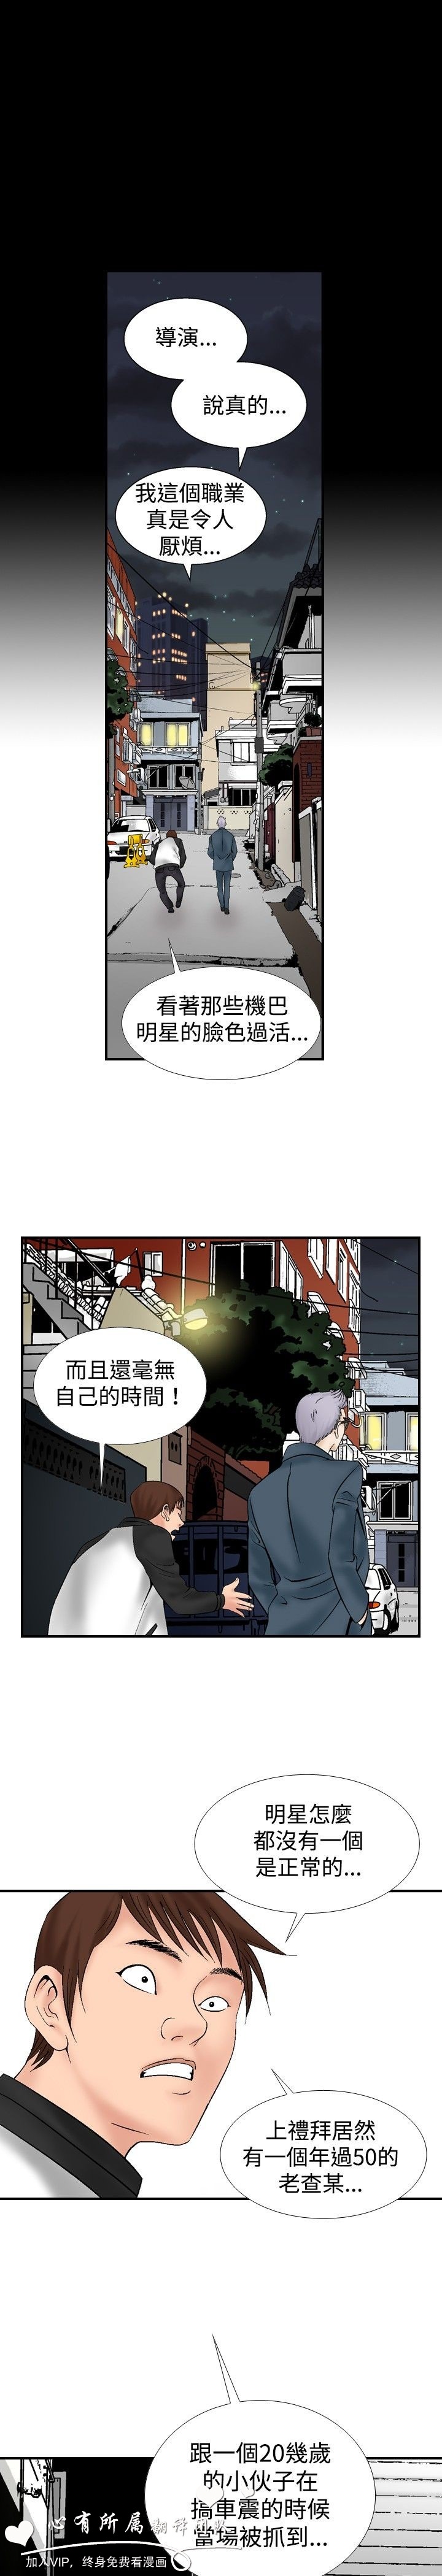 導演...
說真的...
我這個職業
真是令人
厭煩...
看著那些機巴
明星的臉色過活...
而且還毫無
自己的時間！
明星怎麼
都沒有一個
是正常的...
上禮拜居然
有一個年過50的
老查某...
跟一個20幾歲
的小伙子在
搞車震的時候
當場被抓到...
心有所属翻译团队
加入VIP，终身免费看漫画